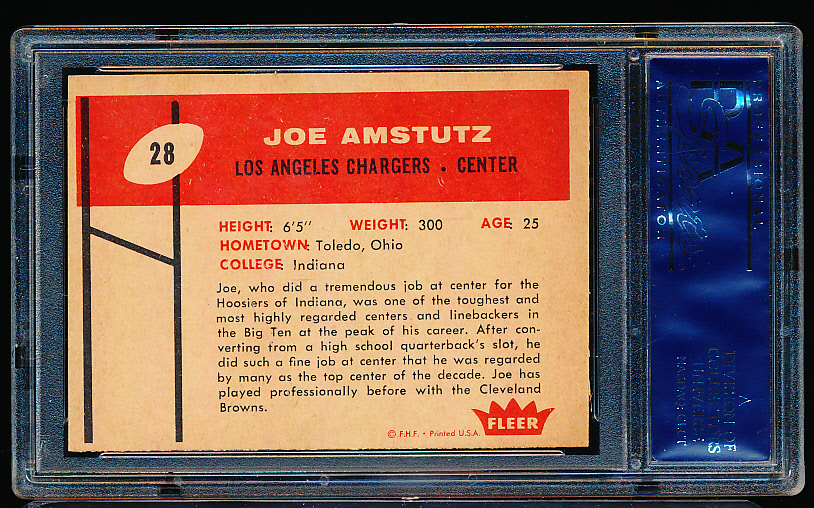 28
JOE AMSTUTZ
LOS ANGELES CHARGERS • CENTER
HEIGHT: 6'5" WEIGHT: 300 AGE: 25
HOMETOWN: Toledo, Ohio
COLLEGE: Indiana
Joe, who did a tremendous job at center for the
Hoosiers of Indiana, was one of the toughest and
most highly regarded centers and linebackers in
the Big Ten at the peak of his career. After con-
verting from a high school quarterback's slot, he
did such a fine job at center that he was regarded
by many as the top center of the decade. Joe has
played professionally before with the Cleveland
Browns.
© F.H.F. • Printed U.S.A.
FLEER